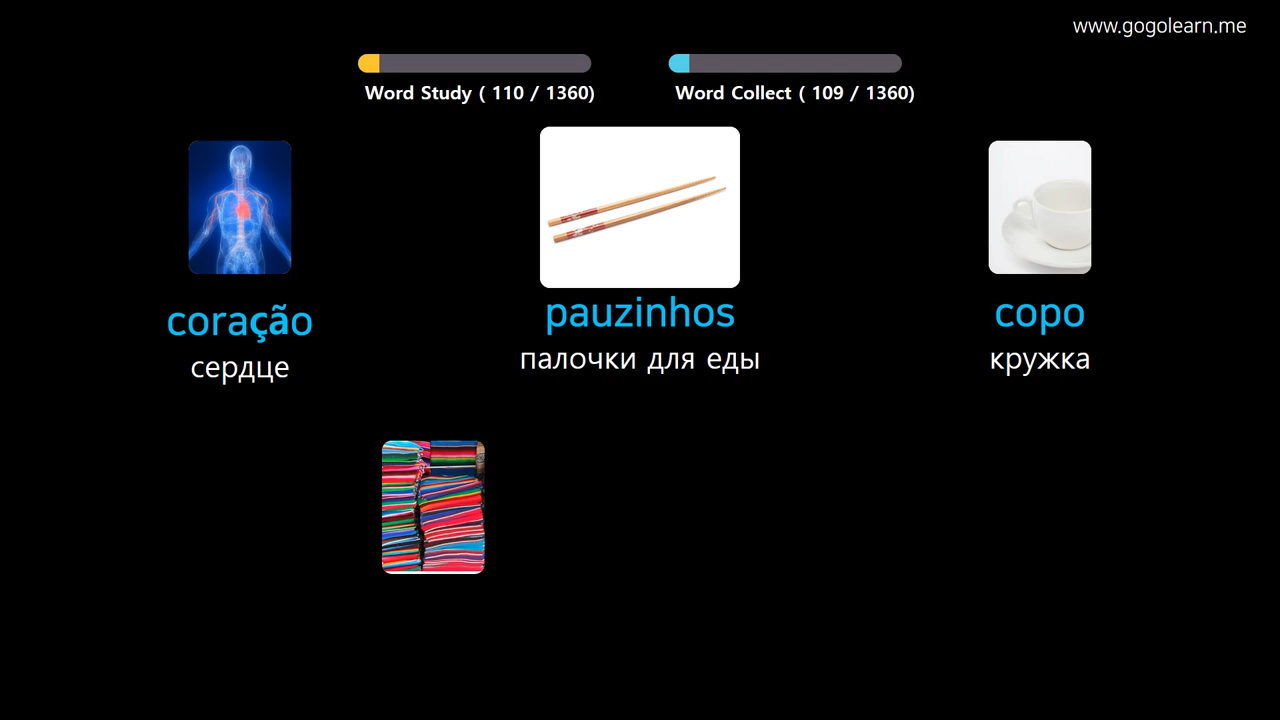 www.gogolearn.me
Word Study ( 110 / 1360)
Word Collect ( 109 / 1360)
coração
сердце
pauzinhos
палочки для еды
copo
кружка